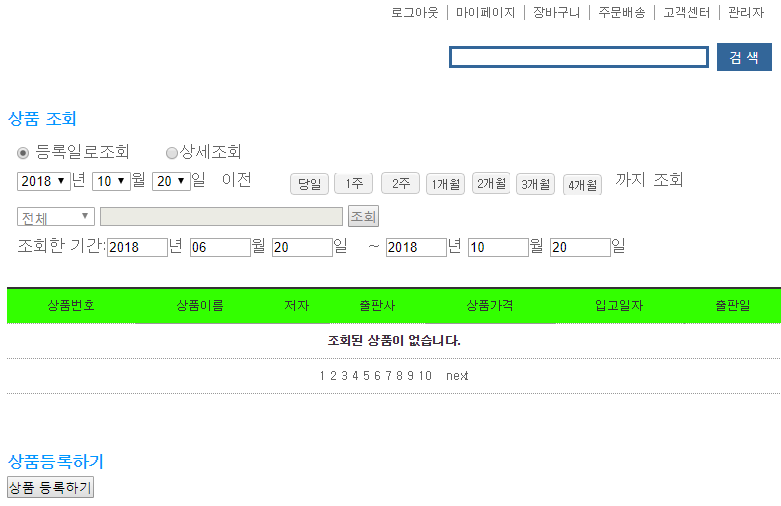 로그아웃 | 마이페이지 | 장바구니 | 주문배송 | 고객센터 | 관리자
검 색
상품 조회
등록일로조회 상세조회
2018 년 10 월 20 일 이전 당일 1주 2주 1개월 2개월 3개월 4개월 까지 조회
전체 조회
조회한 기간:2018 년 06 월 20 일 ~ 2018 년 10 월 20 일
상품번호 상품이름 저자 출판사 상품가격 입고일자 출판일
조회된 상품이 없습니다.
1 2 3 4 5 6 7 8 9 10 next
상품등록하기
상품 등록하기